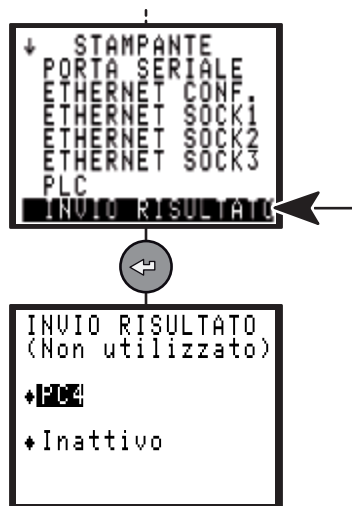 STAMPANTE
PORTA SERIALE
ETHERNET CONF.
ETHERNET SOCK1
ETHERNET SOCK2
ETHERNET SOCK3
PLC
INVIO RISULTATO
INVIO RISULTATO
(Non utilizzato)
PC4
Inattivo